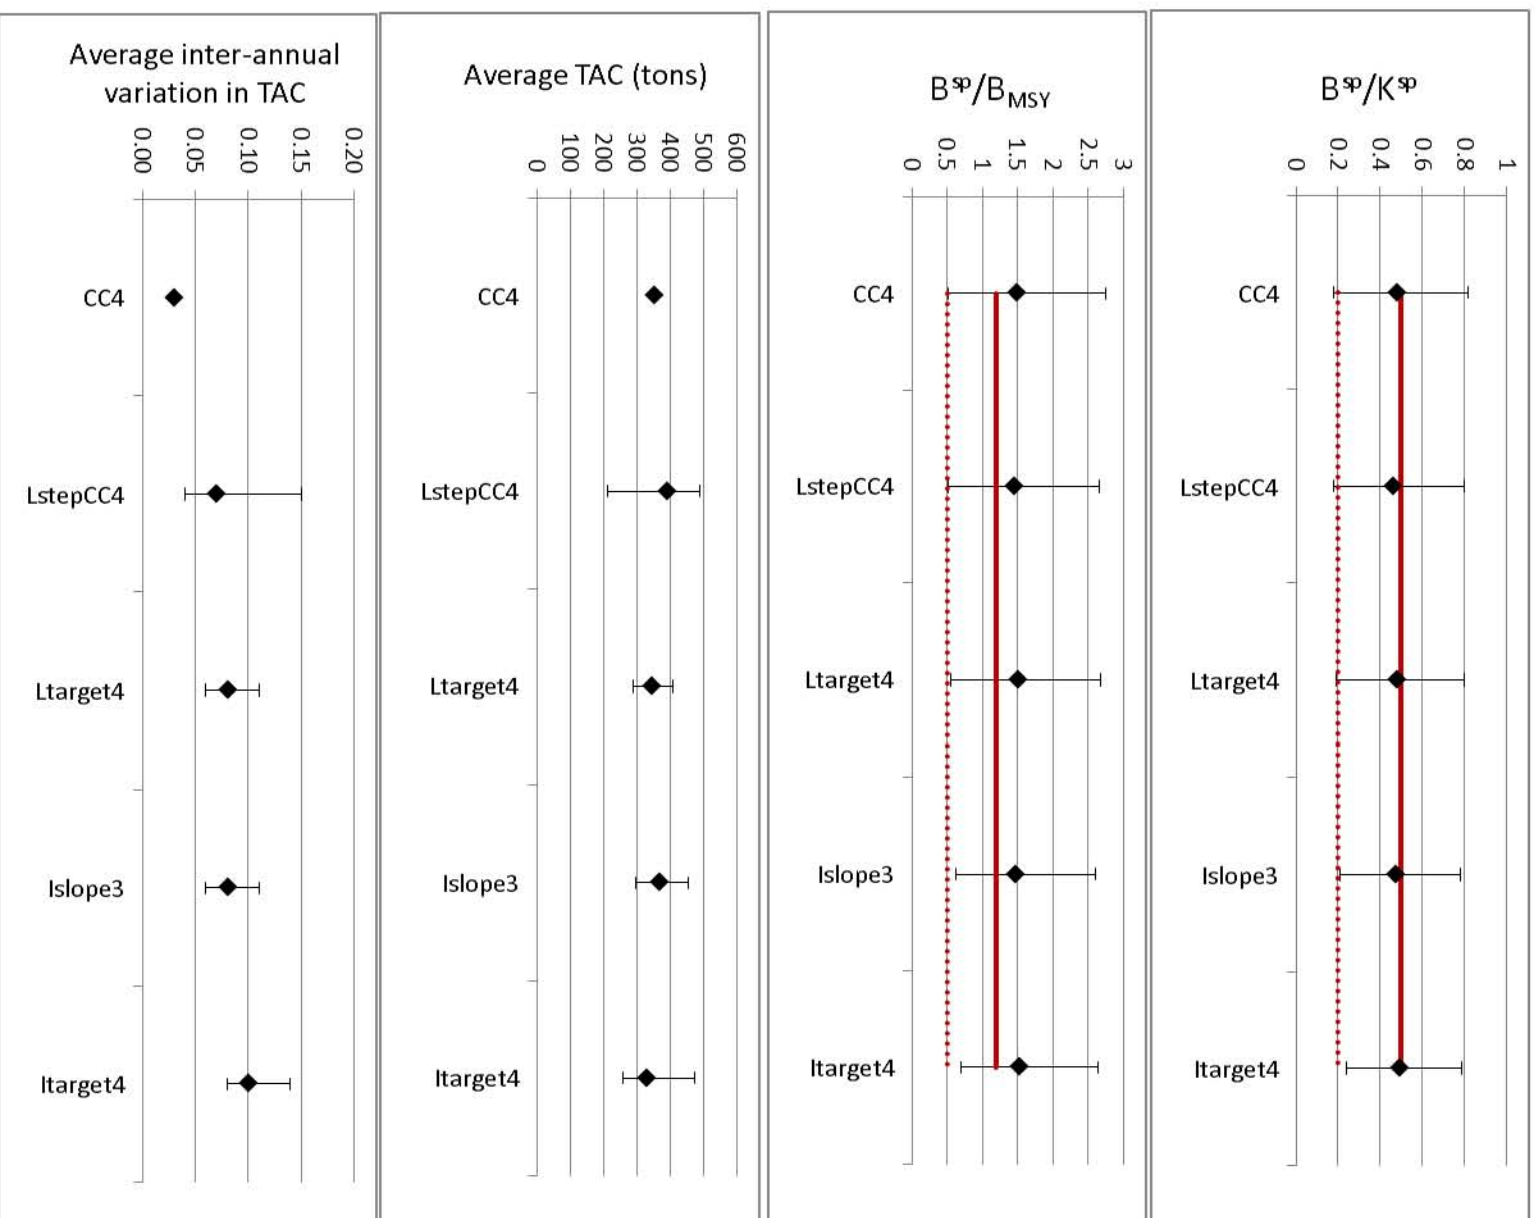 Average inter-annual
variation in TAC
0.00 0.05 0.10 0.15 0.20
CC4
LstepCC4
Ltarget4
Islope3
Itarget4
Average TAC (tons)
0 100 200 300 400 500 600
CC4
LstepCC4
Ltarget4
Islope3
Itarget4
Bsp/BMSY
0 0.5 1 1.5 2 2.5 3
CC4
LstepCC4
Ltarget4
Islope3
Itarget4
Bsp/Ksp
0 0.2 0.4 0.6 0.8 1
CC4
LstepCC4
Ltarget4
Islope3
Itarget4